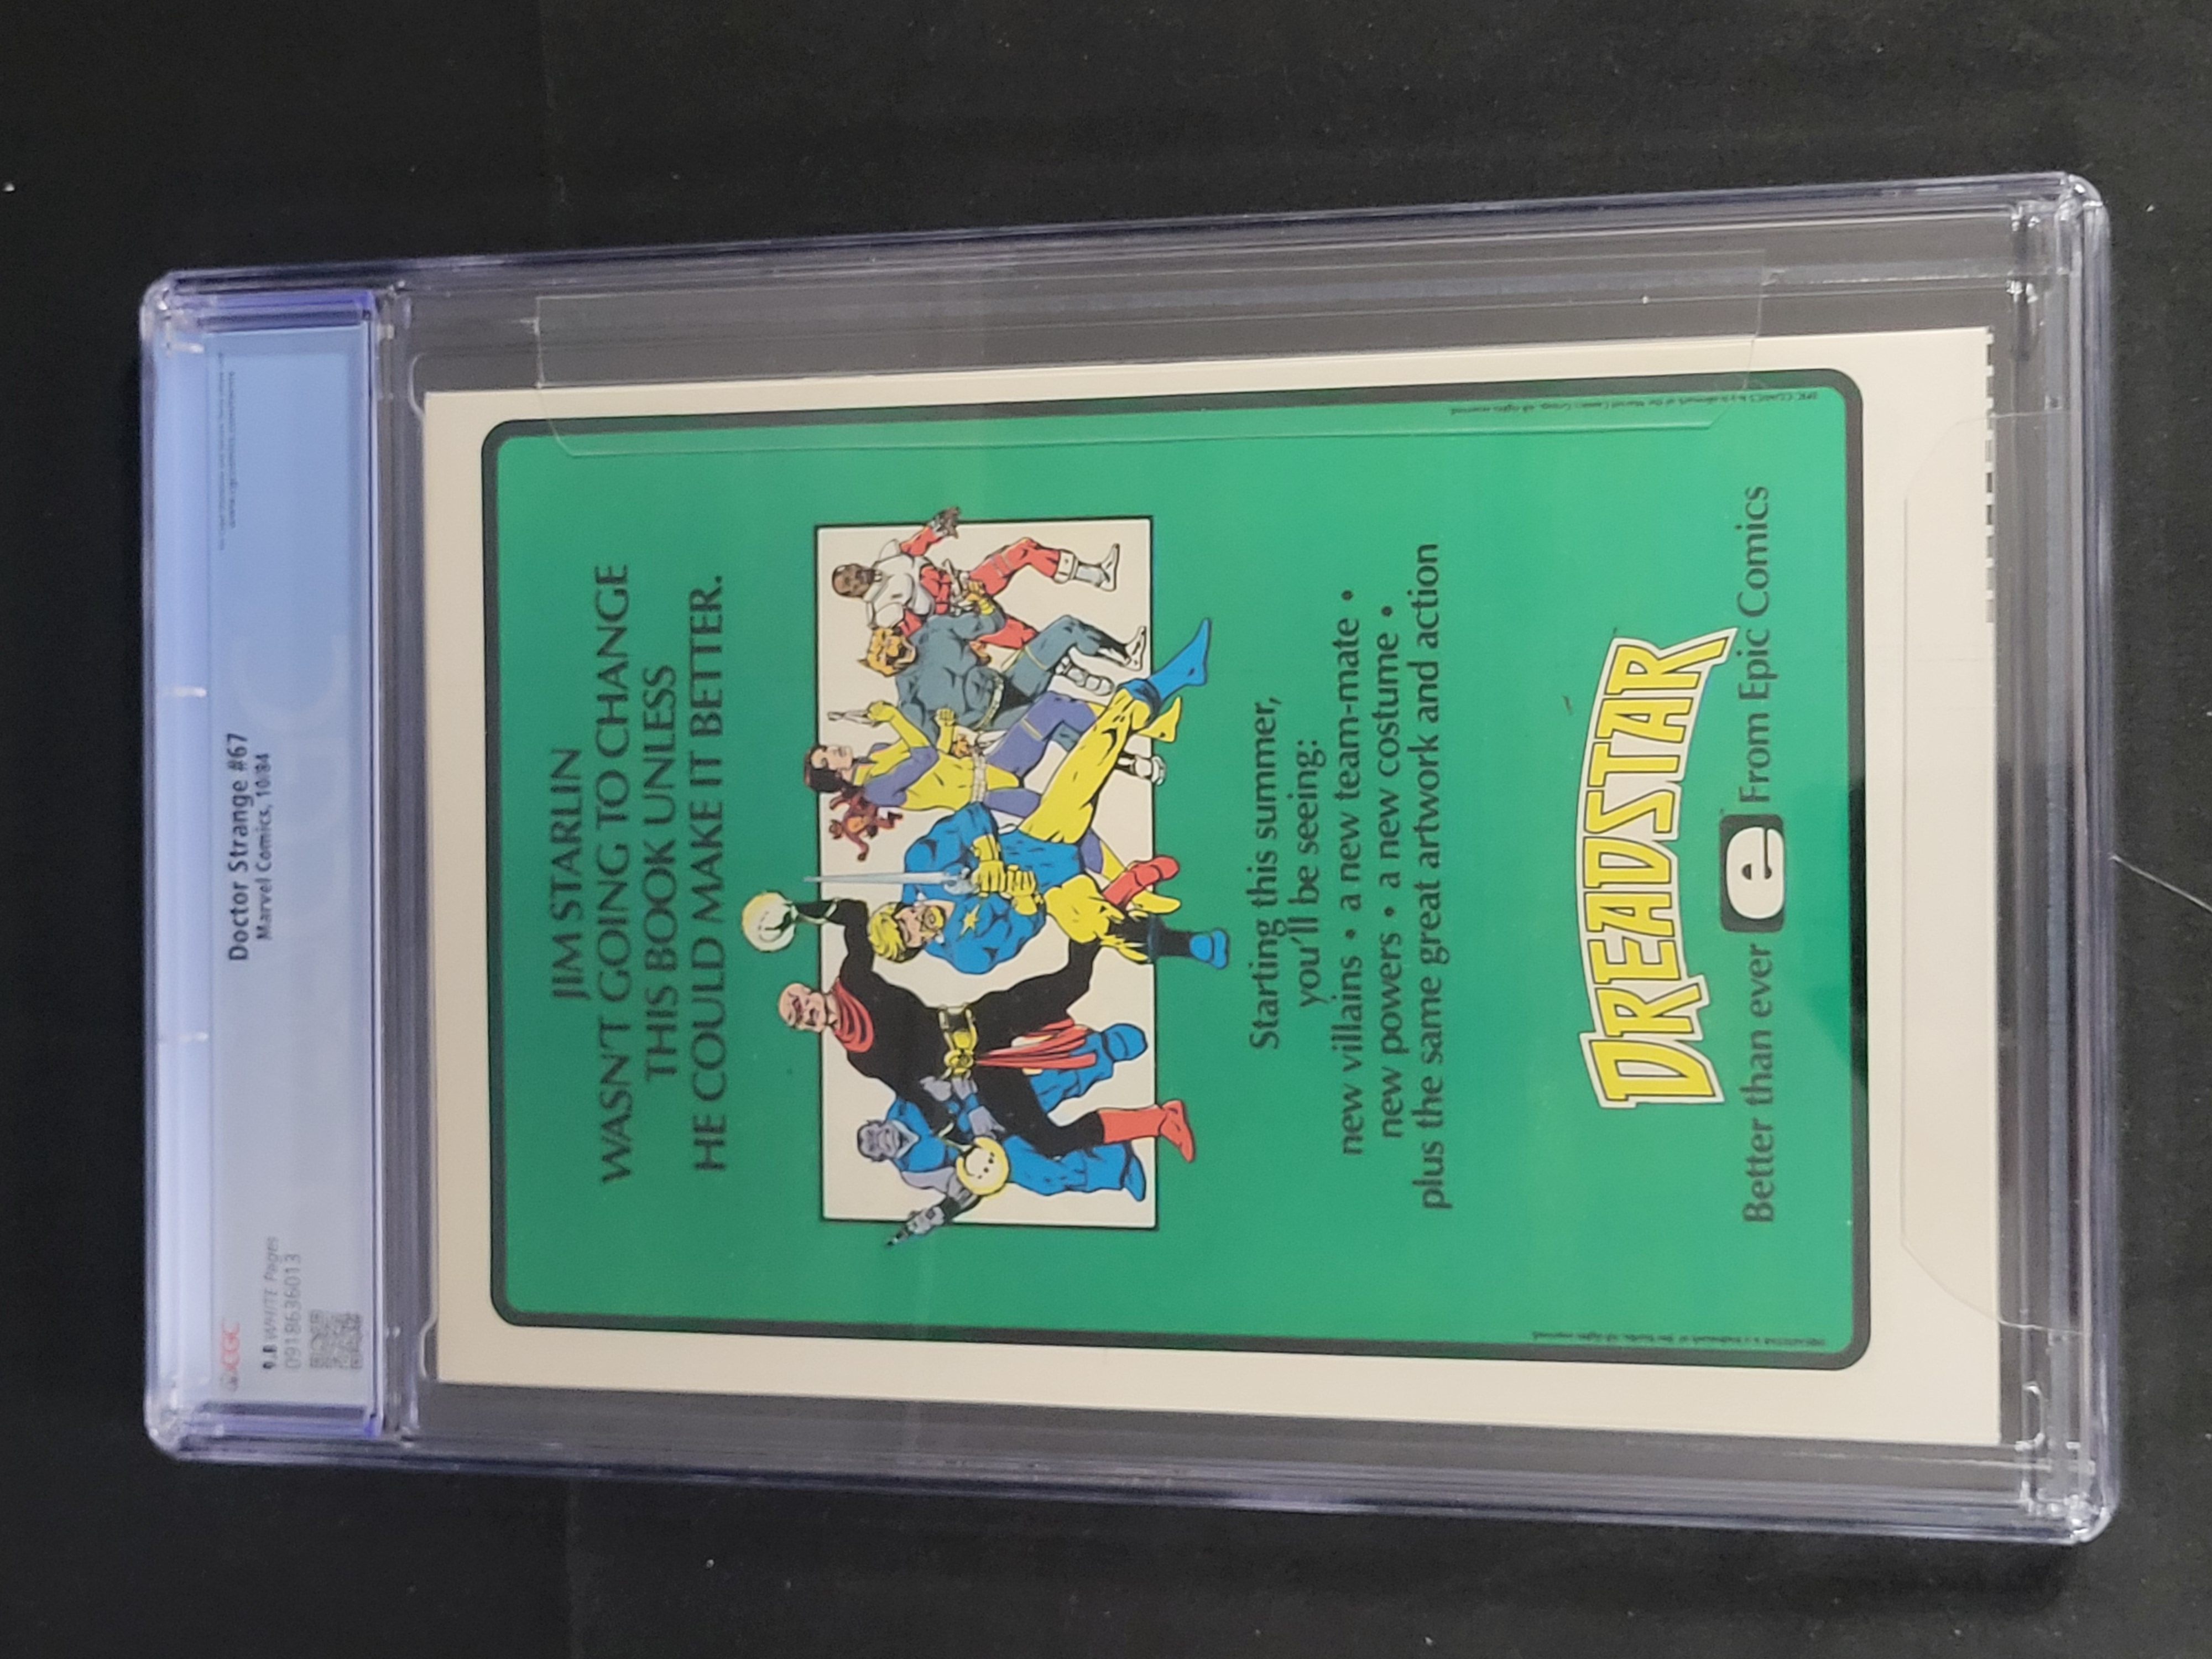 CGC
9.8 WHITE Pages
0918636013
Doctor Strange #67
Marvel Comics, 10/84
JIM STARLIN
WASN'T GOING TO CHANGE
THIS BOOK UNLESS
HE COULD MAKE IT BETTER.
Starting this summer,
you'll be seeing:
new villains • a new team-mate •
new powers • a new costume •
plus the same great artwork and action
DREADSTAR
Better than ever e From Epic Comics